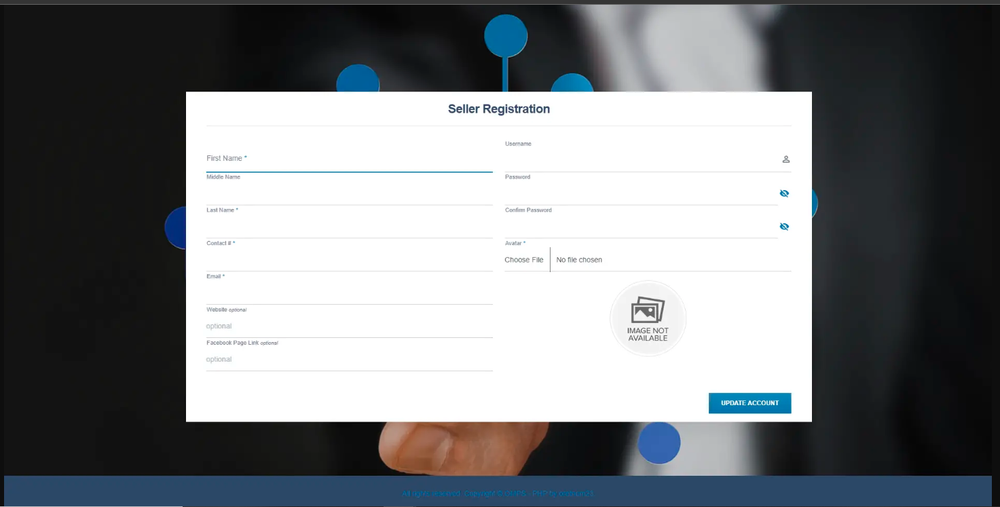 Seller Registration
First Name *
Middle Name
Last Name *
Contact # *
Email *
Website optional
optional
Facebook Page Link optional
optional
Username
Password
Confirm Password
Avatar *
Choose File No file chosen
IMAGE NOT
AVAILABLE
UPDATE ACCOUNT
All rights reserved. Copyright © - PHP by